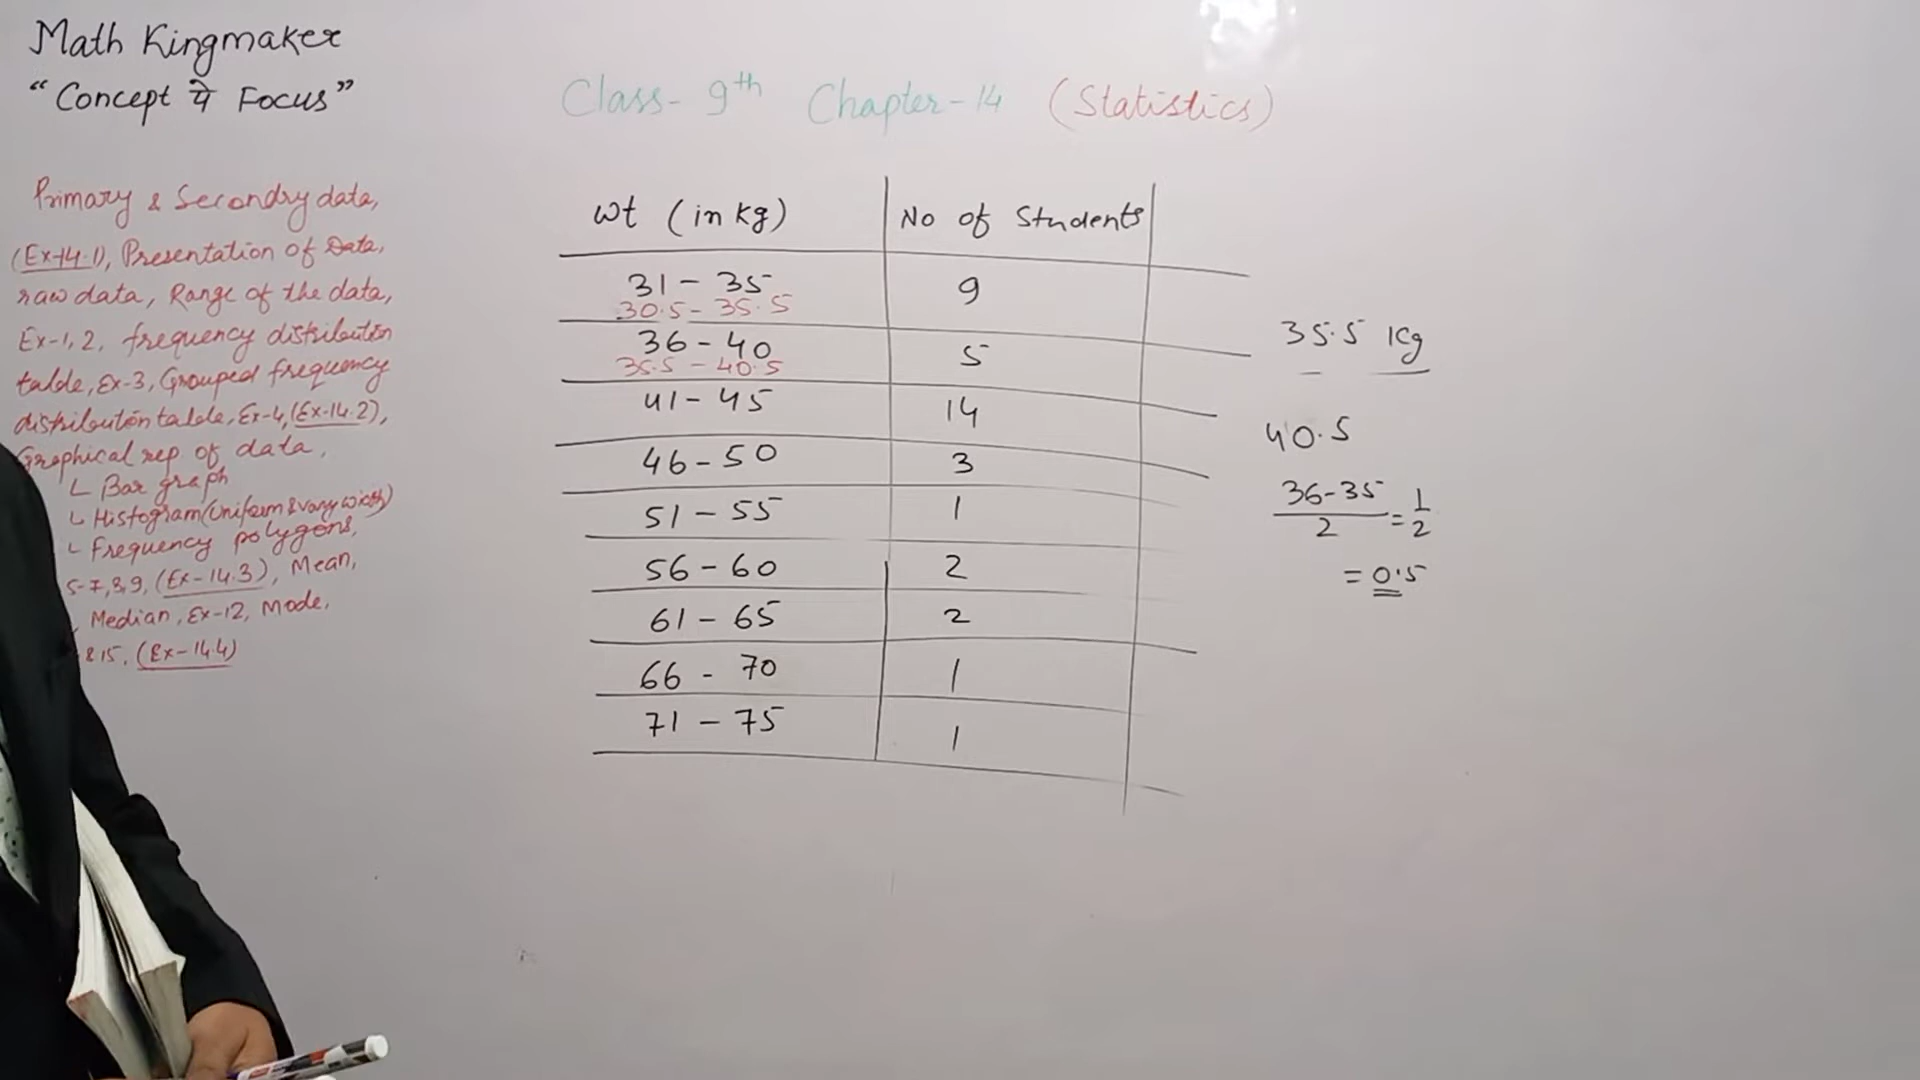 Math Kingmaker
"Concept पे Focus"
Class- 9th Chapter-14 (Statistics)
Primary & Secondry data,
(Ex-14.1), Presentation of Data,
raw data, Range of the data,
Ex-1, 2, frequency distribution
table, Ex-3, Grouped frequency
distribution table, Ex-4, (Ex-14.2),
Graphical rep of data,
Bar graph
Histogram (Uniform & vary width)
Frequency polygons,
5-7,8,9, (Ex-14.3), Mean,
Median, Ex-12, Mode,
& 15, (Ex-14.4)
wt (in kg) No of Students
31 - 35 9
30.5 - 35.5
36 - 40 5
35.5 - 40.5
41 - 45 14
46 - 50 3
51 - 55 1
56 - 60 2
61 - 65 2
66 - 70 1
71 - 75 1
35.5 Kg
40.5
36-35/2 = 1/2
= 0.5